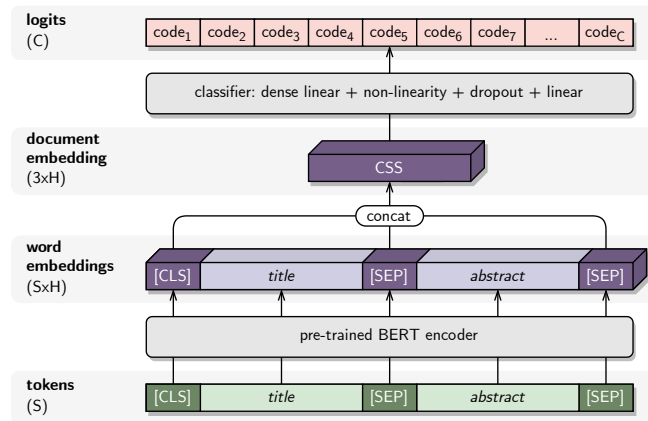 logits
(C)
code1 code2 code3 code4 code5 code6 code7 ... codeC
classifier: dense linear + non-linearity + dropout + linear
document
embedding
(3xH)
CSS
concat
word
embeddings
(SxH)
[CLS] title [SEP] abstract [SEP]
pre-trained BERT encoder
tokens
(S)
[CLS] title [SEP] abstract [SEP]